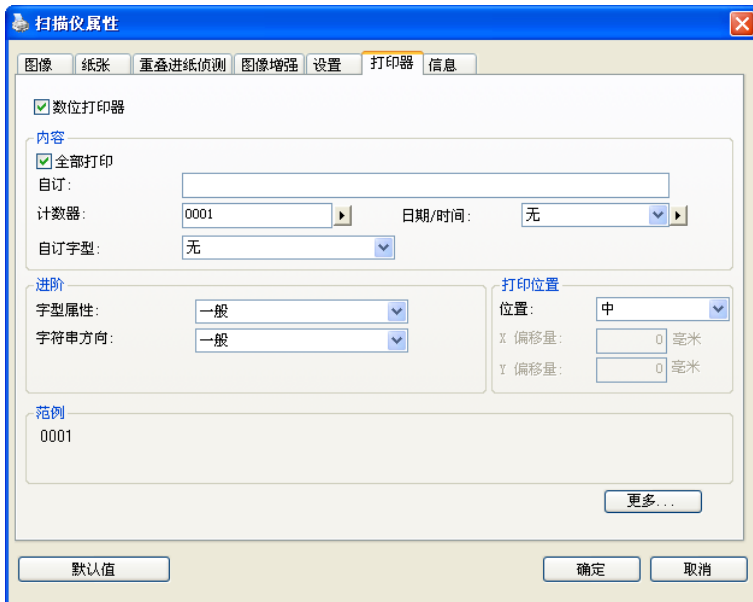 扫描仪属性
图像 纸张 重叠进纸侦测 图像增强 设置 打印器 信息
数位打印器
内容
全部打印
自订:
计数器: 0001 日期/时间: 无
自订字型: 无
进阶 打印位置
字型属性: 一般 位置: 中
字符串方向: 一般 X 偏移量: 0 毫米
Y 偏移量: 0 毫米
范例
0001
更多...
默认值 确定 取消